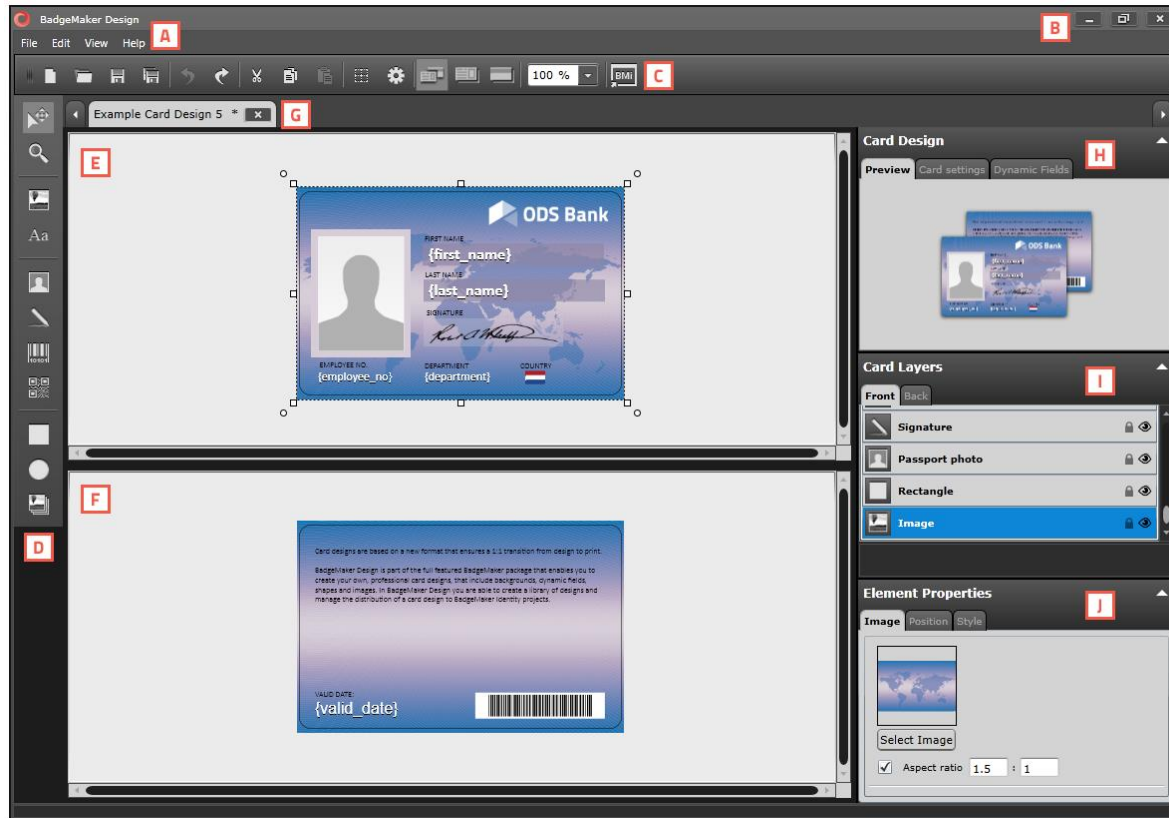 BadgeMaker Design
B
File Edit View Help
A
100 %
BMi
C
Example Card Design 5 *
G
Aa
E
ODS Bank
FIRST NAME
{first_name}
LAST NAME
{last_name}
SIGNATURE
EMPLOYEE NO. DEPARTMENT COUNTRY
{employee_no} {department}
F
Card designs are based on a new format that ensures a 1:1 transition from design to print.
BadgeMaker Design is part of the full featured BadgeMaker package that enables you to
create your own, professional card designs, that include backgrounds, dynamic fields,
shapes and images. In BadgeMaker Design you are able to create a library of designs and
manage the distribution of a card design to BadgeMaker Identity projects.
VALID DATE:
{valid_date}
D
Card Design
H
Preview Card settings Dynamic Fields
ODS Bank
Card Layers
I
Front Back
Signature
Passport photo
Rectangle
Image
Element Properties
J
Image Position Style
Select Image
Aspect ratio 1.5 : 1